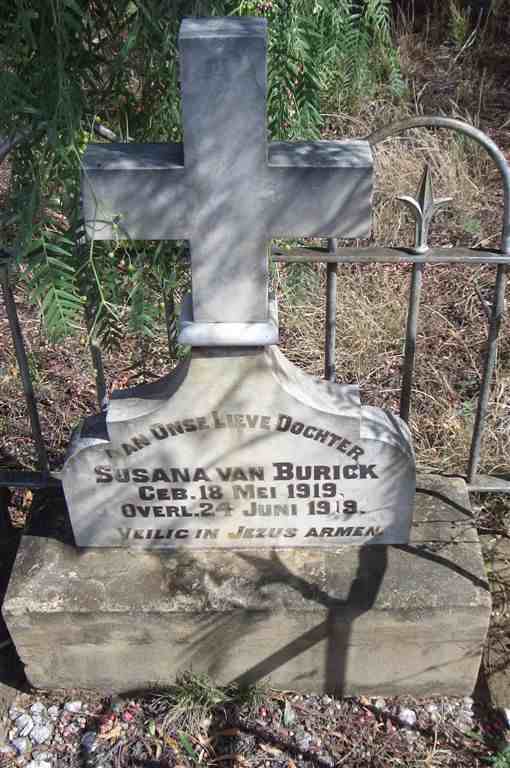 AAN ONSE LIEVE DOCHTER
SUSANA VAN BURICK
GEB. 18 MEI 1919.
OVERL. 24 JUNI 1919.
VEILIG IN JEZUS ARMEN